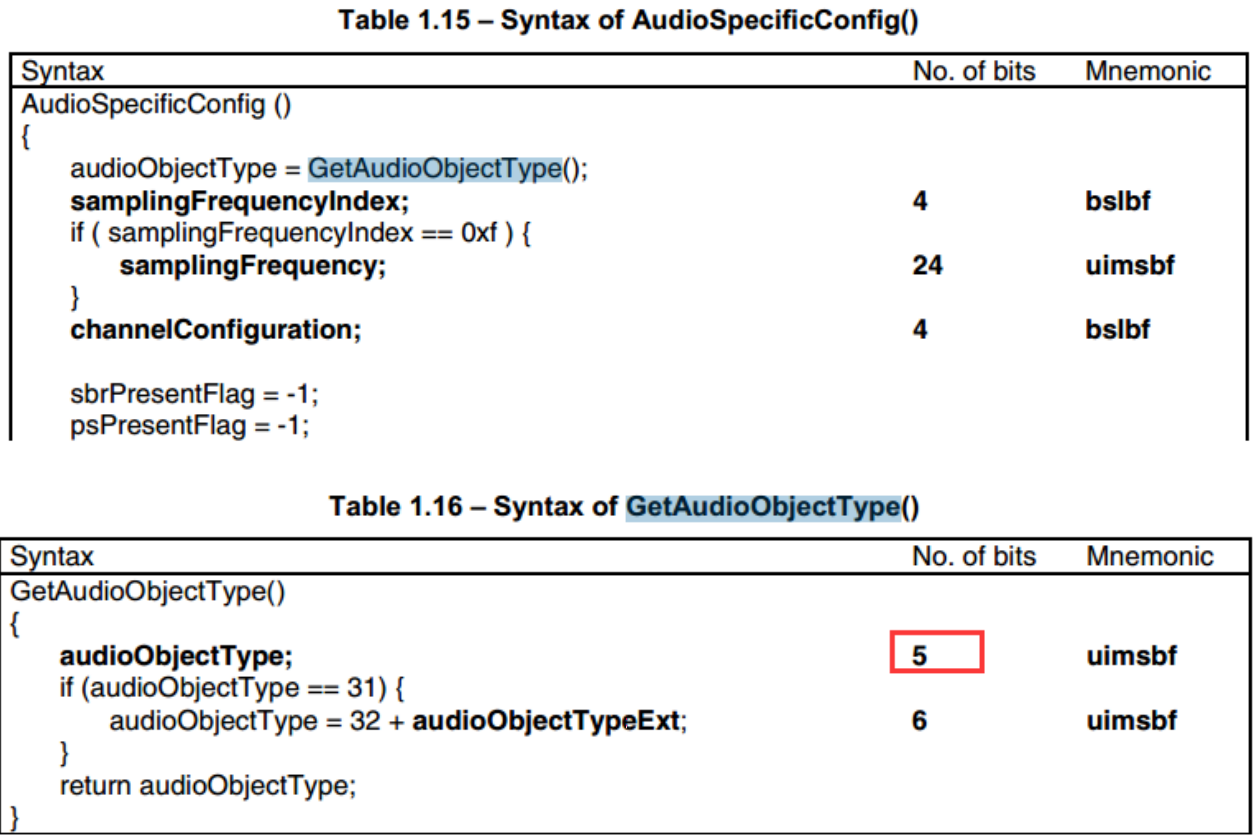 Table 1.15 – Syntax of AudioSpecificConfig()
Syntax No. of bits Mnemonic
AudioSpecificConfig ()
{
audioObjectType = GetAudioObjectType();
samplingFrequencyIndex; 4 bslbf
if ( samplingFrequencyIndex == 0xf ) {
samplingFrequency; 24 uimsbf
}
channelConfiguration; 4 bslbf
sbrPresentFlag = -1;
psPresentFlag = -1;
Table 1.16 – Syntax of GetAudioObjectType()
Syntax No. of bits Mnemonic
GetAudioObjectType()
{
audioObjectType; 5 uimsbf
if (audioObjectType == 31) {
audioObjectType = 32 + audioObjectTypeExt; 6 uimsbf
}
return audioObjectType;
}